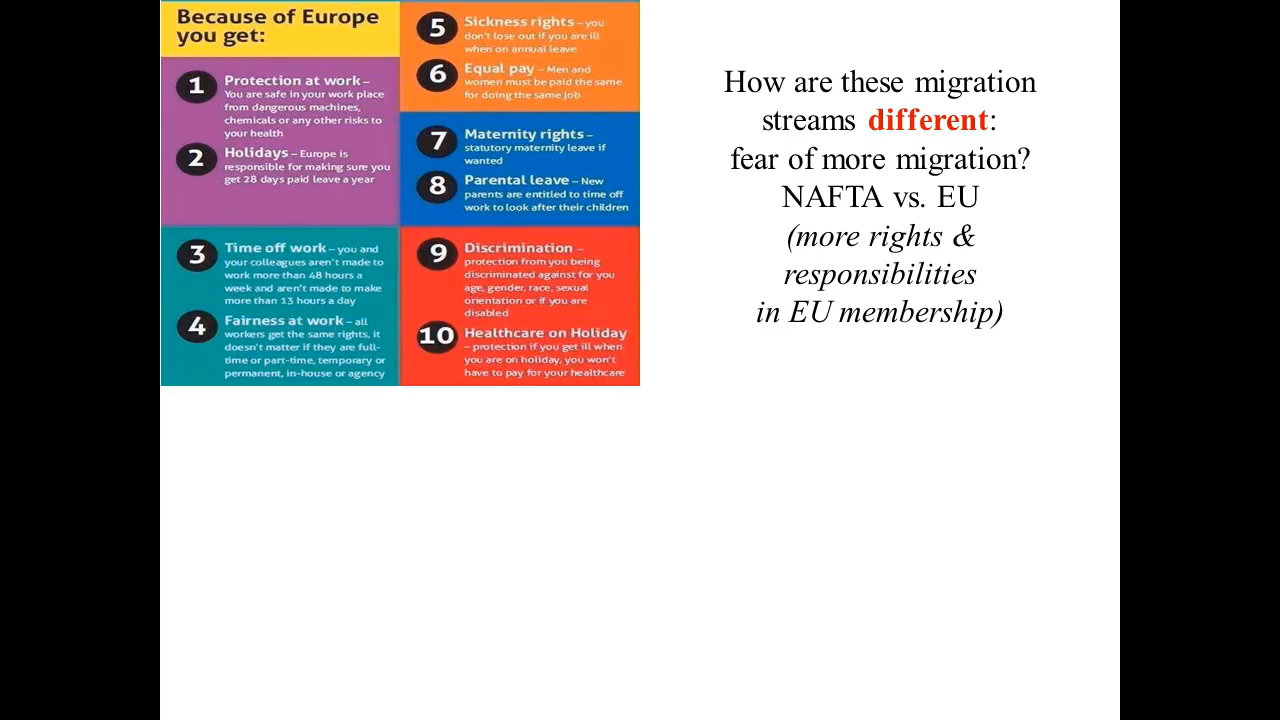 Because of Europe
you get:
1 Protection at work –
You are safe in your work place
from dangerous machines,
chemicals or any other risks to
your health
2 Holidays – Europe is
responsible for making sure you
get 28 days paid leave a year
3 Time off work – you and
your colleagues aren't made to
work more than 48 hours a
week and aren't made to make
more than 13 hours a day
4 Fairness at work – all
workers get the same rights, it
doesn't matter if they are full-
time or part-time, temporary or
permanent, in-house or agency
5 Sickness rights – you
don't lose out if you are ill
when on annual leave
6 Equal pay – Men and
women must be paid the same
for doing the same job
7 Maternity rights –
statutory maternity leave if
wanted
8 Parental leave – New
parents are entitled to time off
work to look after their children
9 Discrimination –
protection from you being
discriminated against for you
age, gender, race, sexual
orientation or if you are
disabled
10 Healthcare on Holiday
– protection if you get ill when
you are on holiday, you won't
have to pay for your healthcare
How are these migration
streams different:
fear of more migration?
NAFTA vs. EU
(more rights &
responsibilities
in EU membership)